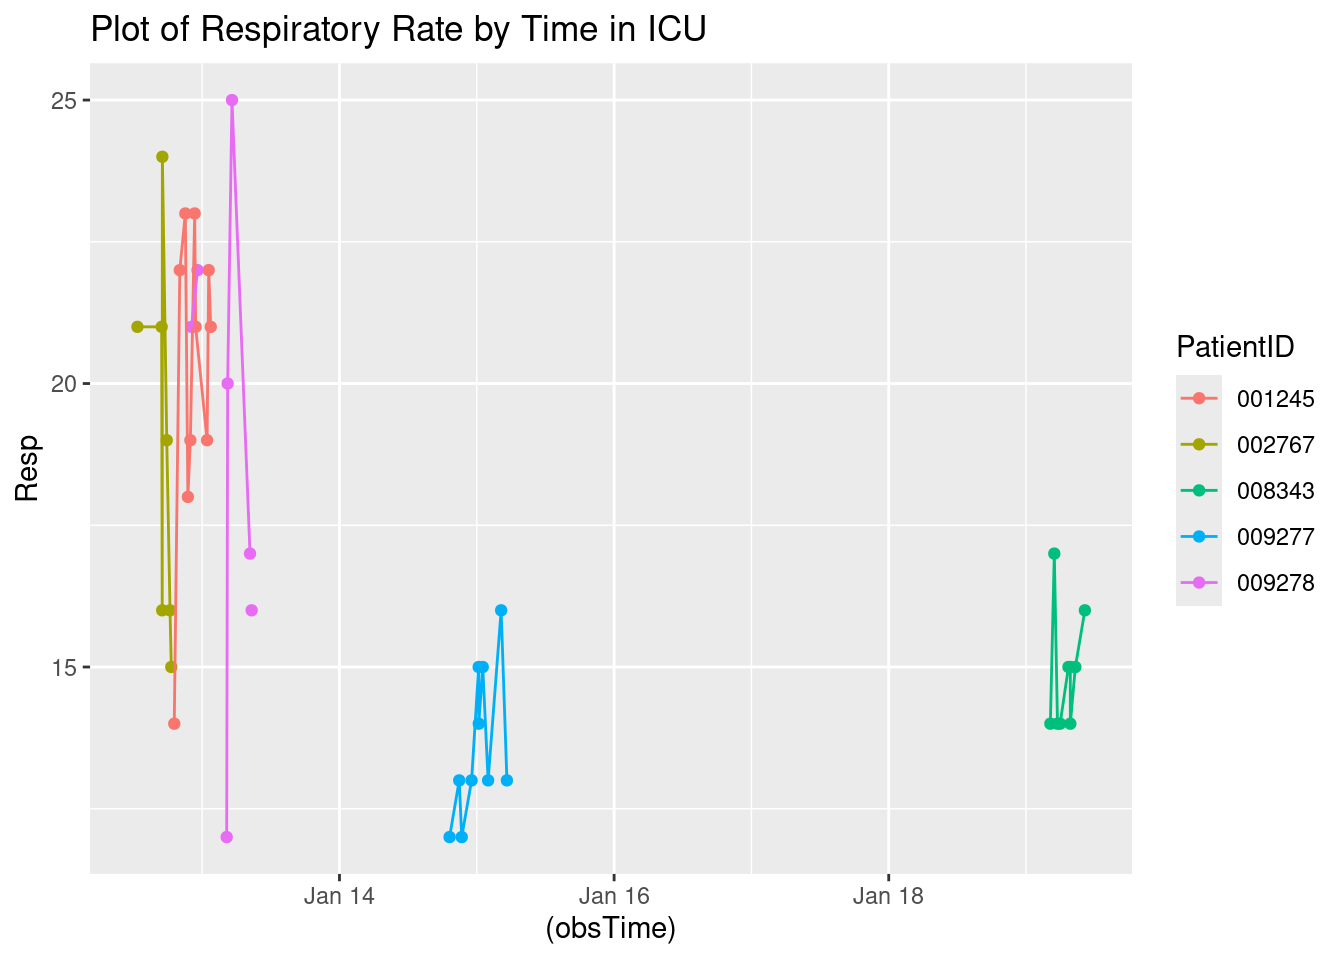 Plot of Respiratory Rate by Time in ICU
25
20
15
Resp
Jan 14
Jan 16
Jan 18
(obsTime)
PatientID
001245
002767
008343
009277
009278